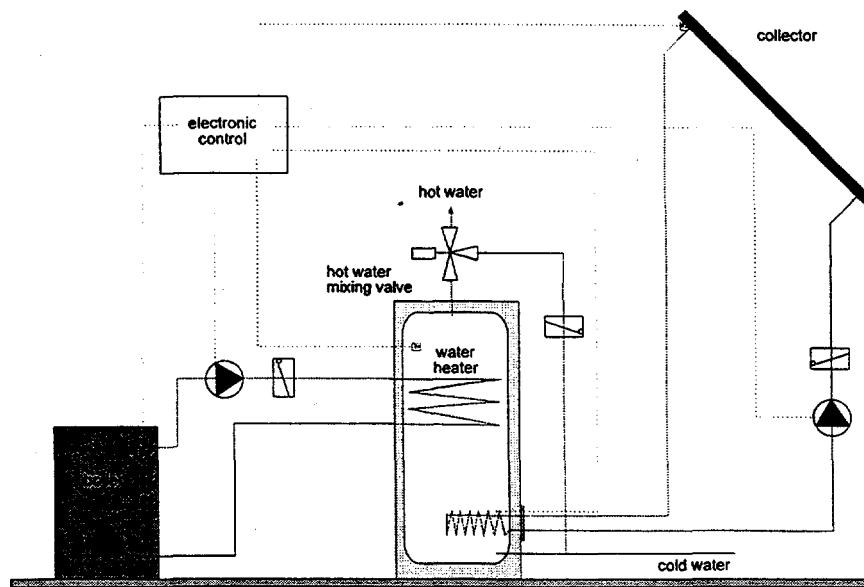 collector
electronic
control
hot water
hot water
mixing valve
water
heater
cold water